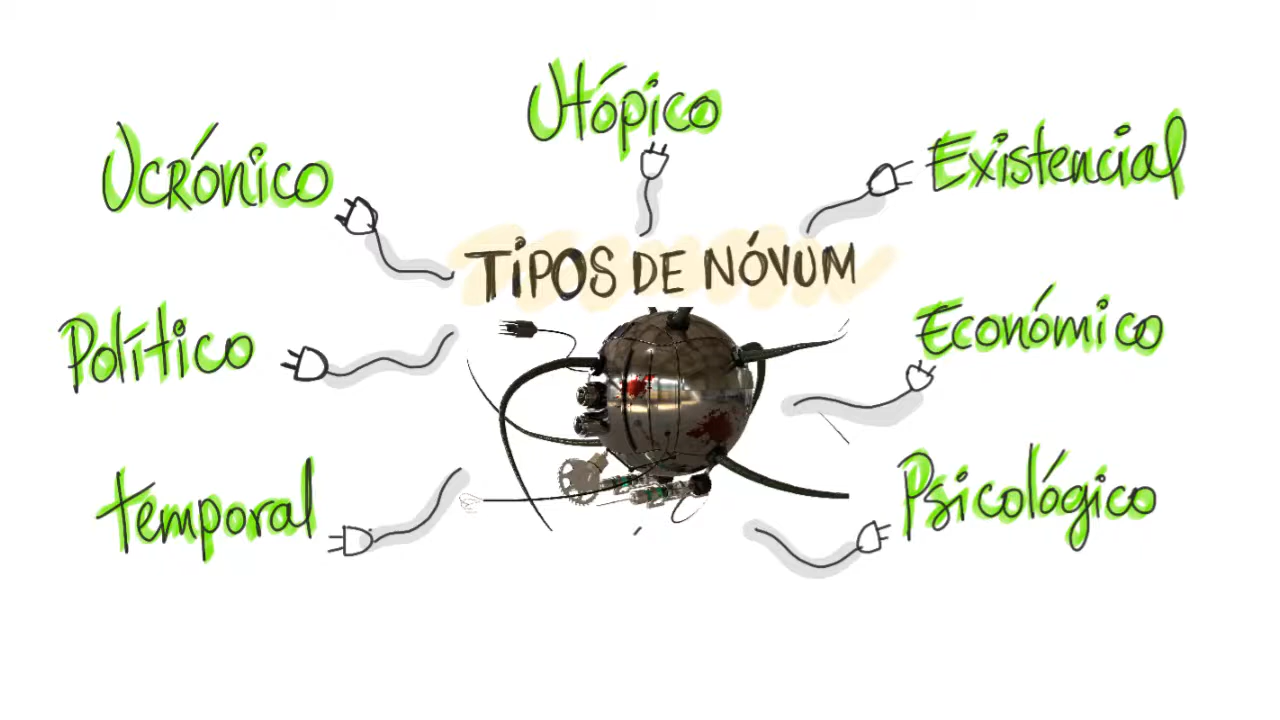 Utópico
Ucrónico
Existencial
TiPOS DE NÓVUM
Político
Económico
temporal
Psicológico